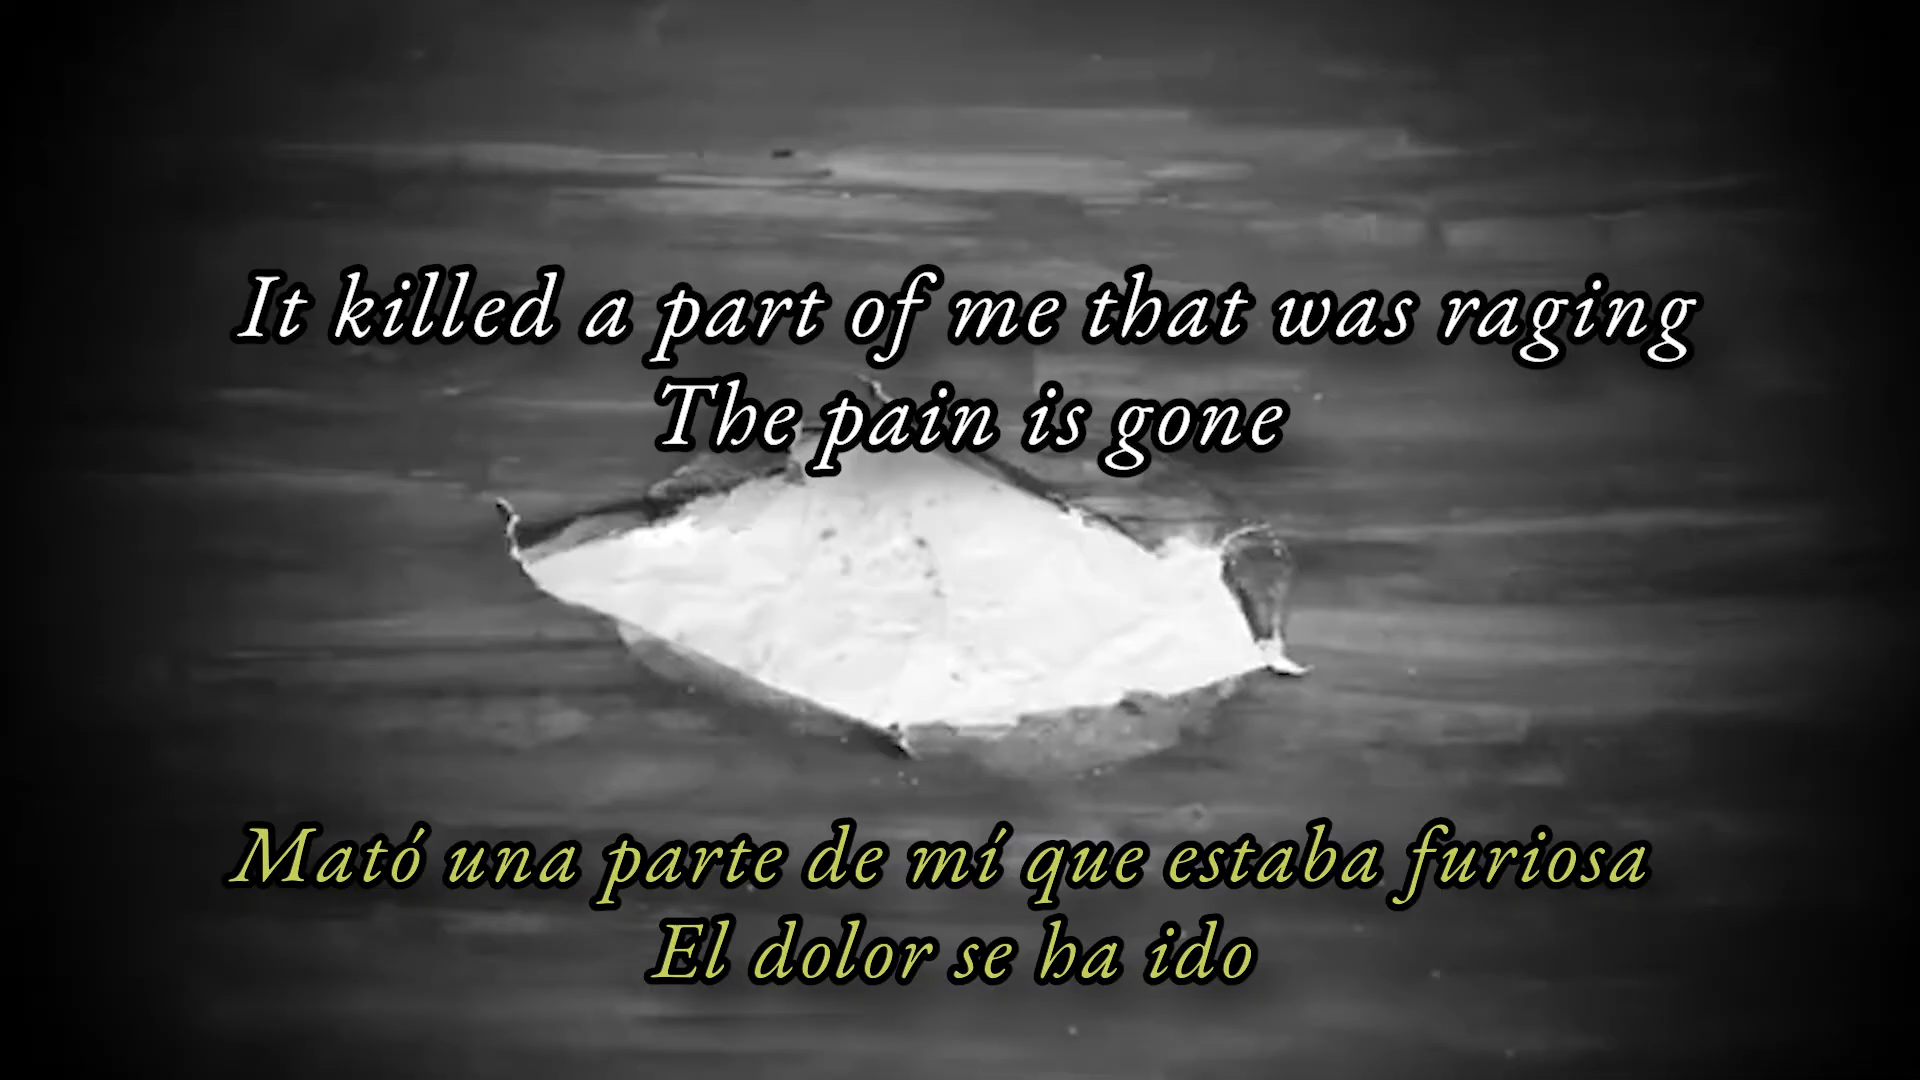 It killed a part of me that was raging
The pain is gone
Mató una parte de mí que estaba furiosa
El dolor se ha ido